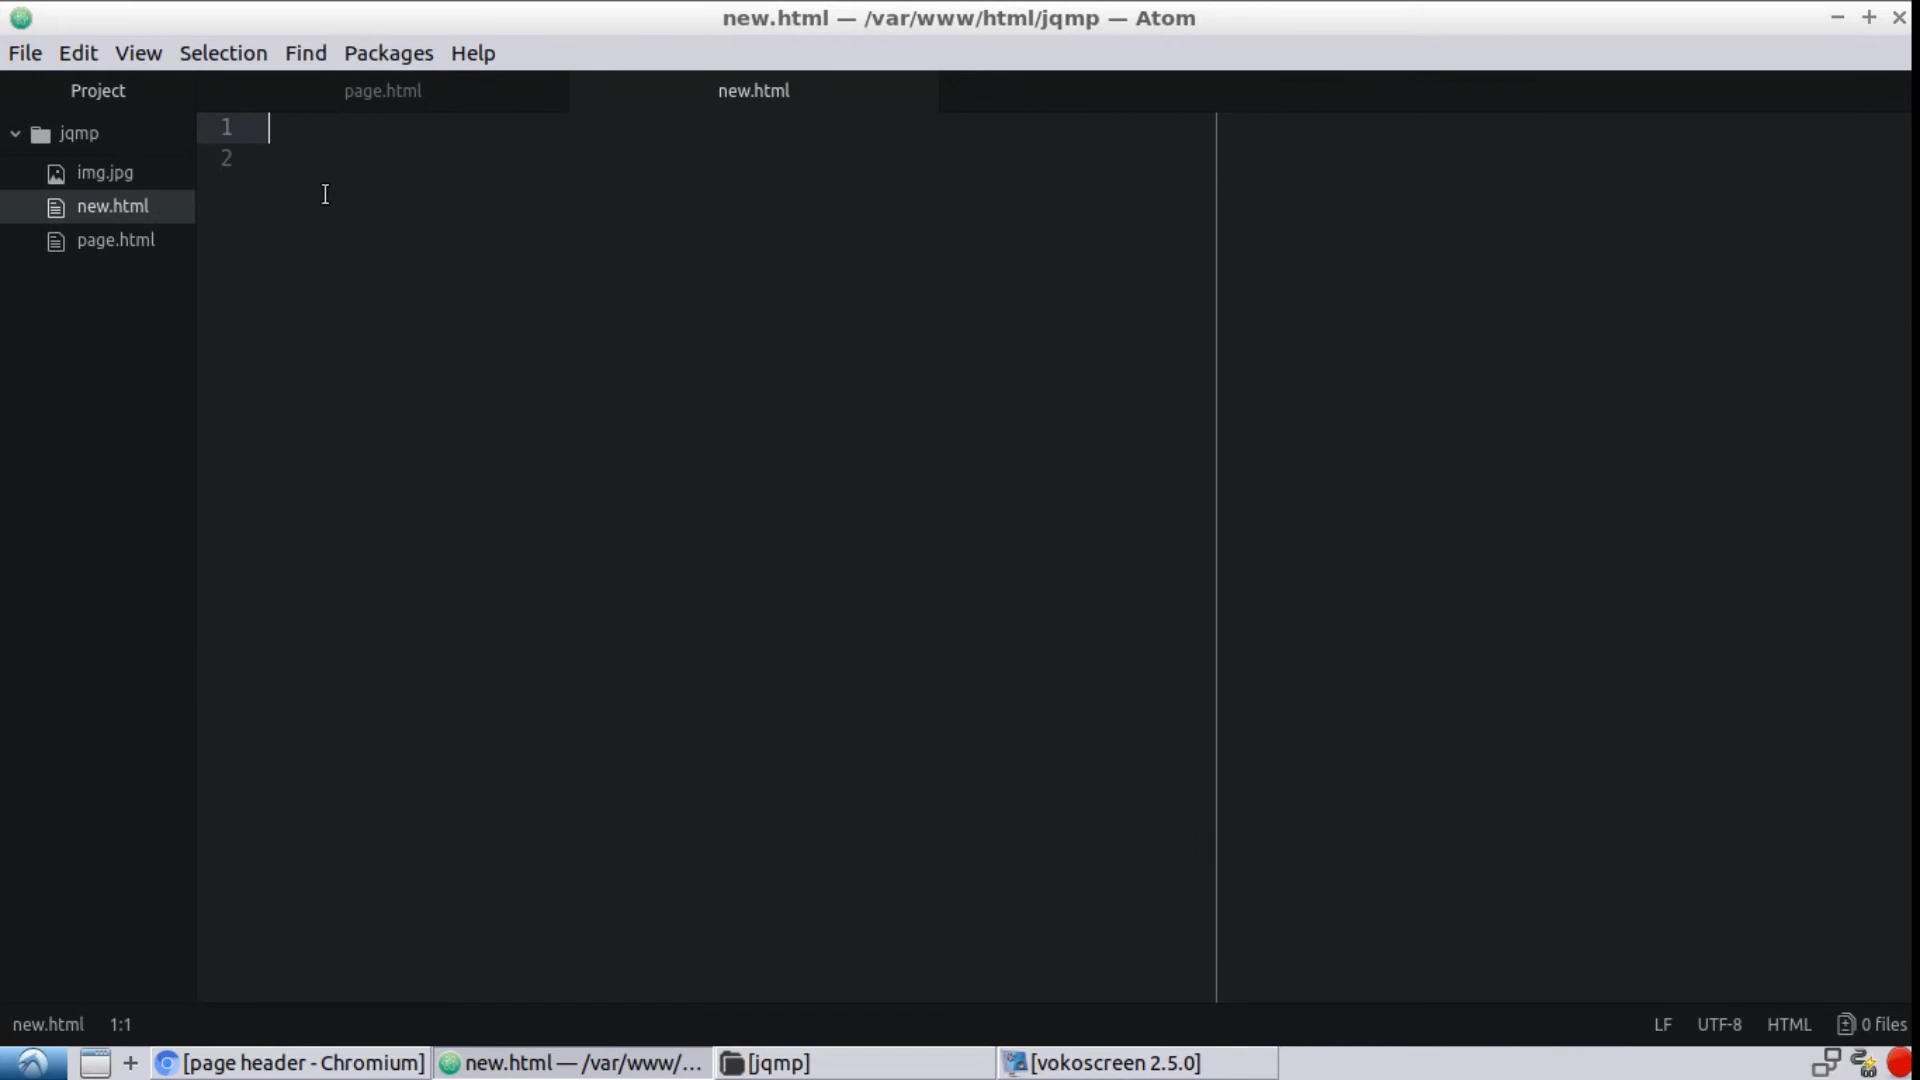 new.html — /var/www/html/jqmp — Atom
File Edit View Selection Find Packages Help
Project
page.html
new.html
jqmp
img.jpg
new.html
page.html
1
2
new.html 1:1
LF UTF-8 HTML 0 files
+ [page header - Chromium] new.html — /var/www/... [jqmp] [vokoscreen 2.5.0]